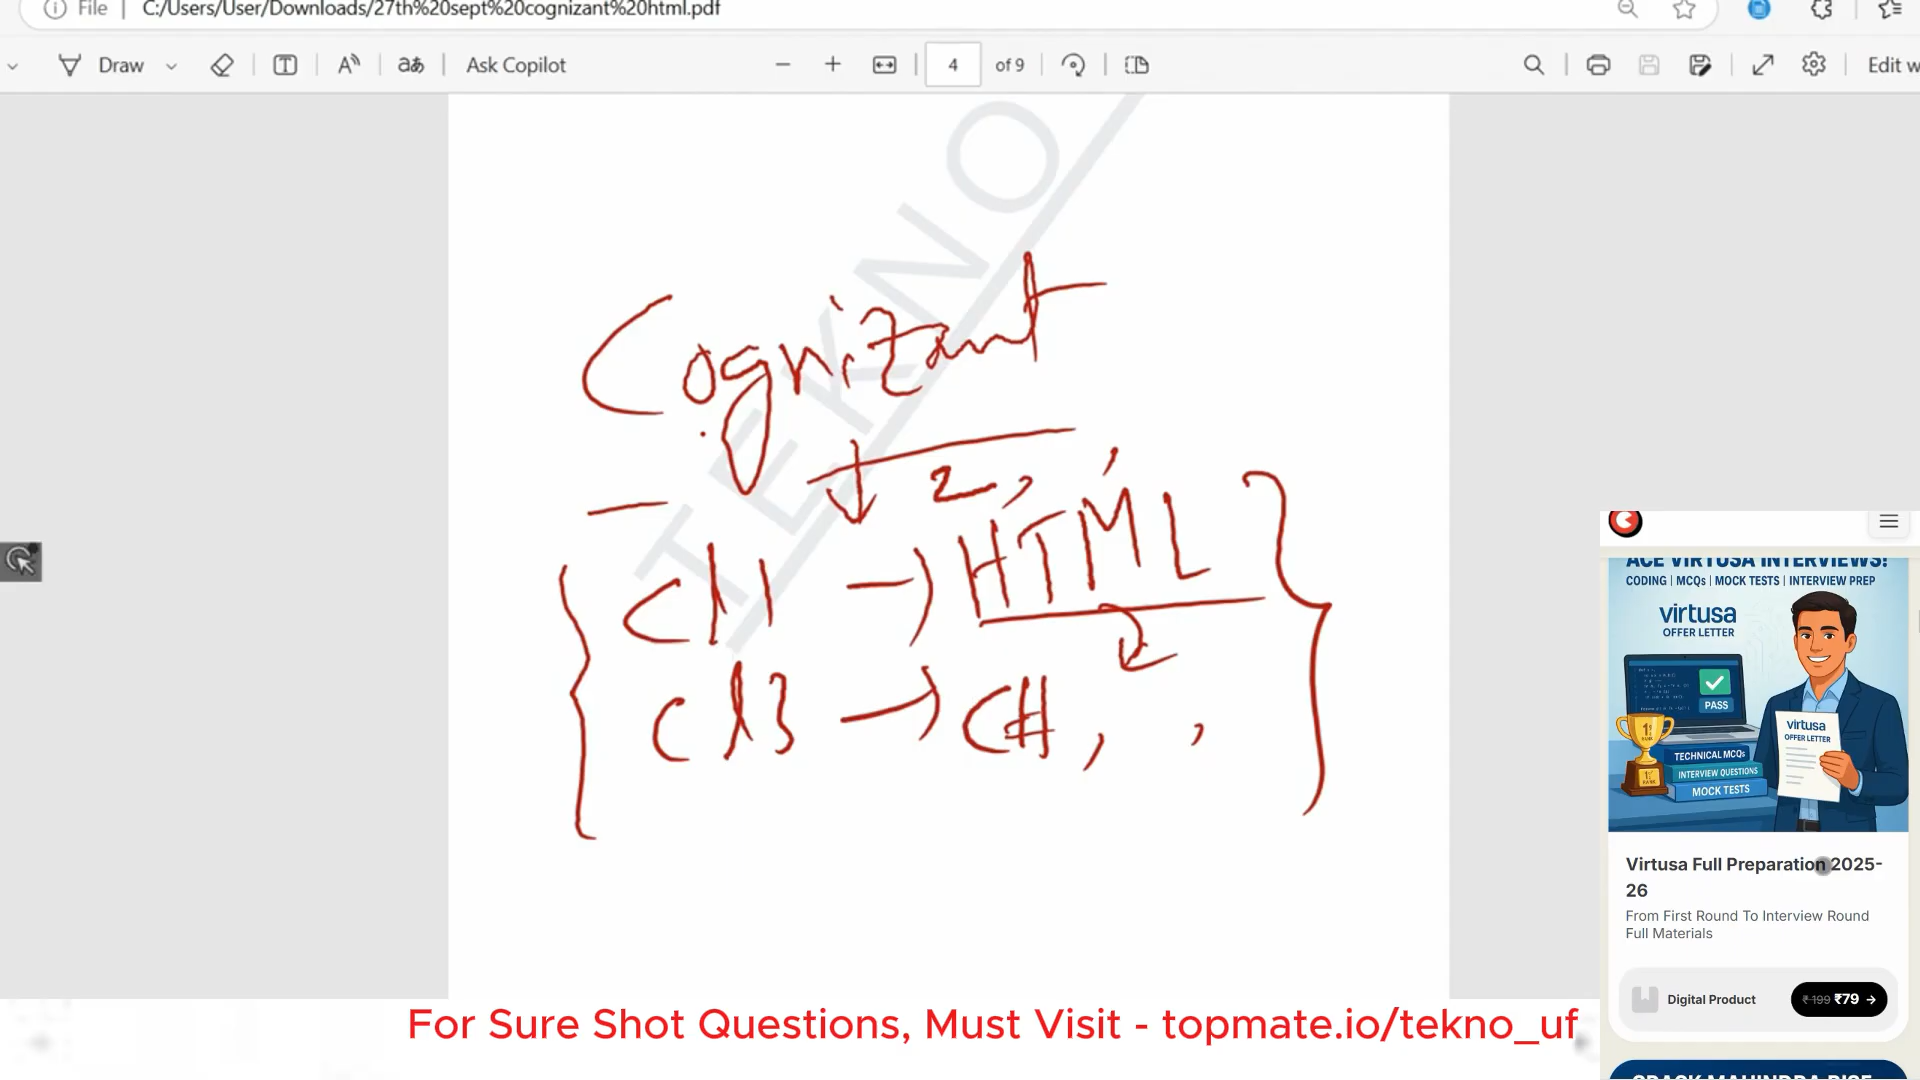 File C:/Users/User/Downloads/27th%20sept%20cognizant%20html.pdf
Draw Ask Copilot 4 of 9 Edit w
TEKNO
Cognizant
2,
cl1 → HTML
cl3 → C#, ,
ACE VIRTUSA INTERVIEWS!
CODING | MCQs | MOCK TESTS | INTERVIEW PREP
virtusa
OFFER LETTER
PASS
virtusa
OFFER LETTER
TECHNICAL MCQs
INTERVIEW QUESTIONS
MOCK TESTS
Virtusa Full Preparation 2025-
26
From First Round To Interview Round
Full Materials
Digital Product ₹ 199 ₹79 →
For Sure Shot Questions, Must Visit - topmate.io/tekno_uf